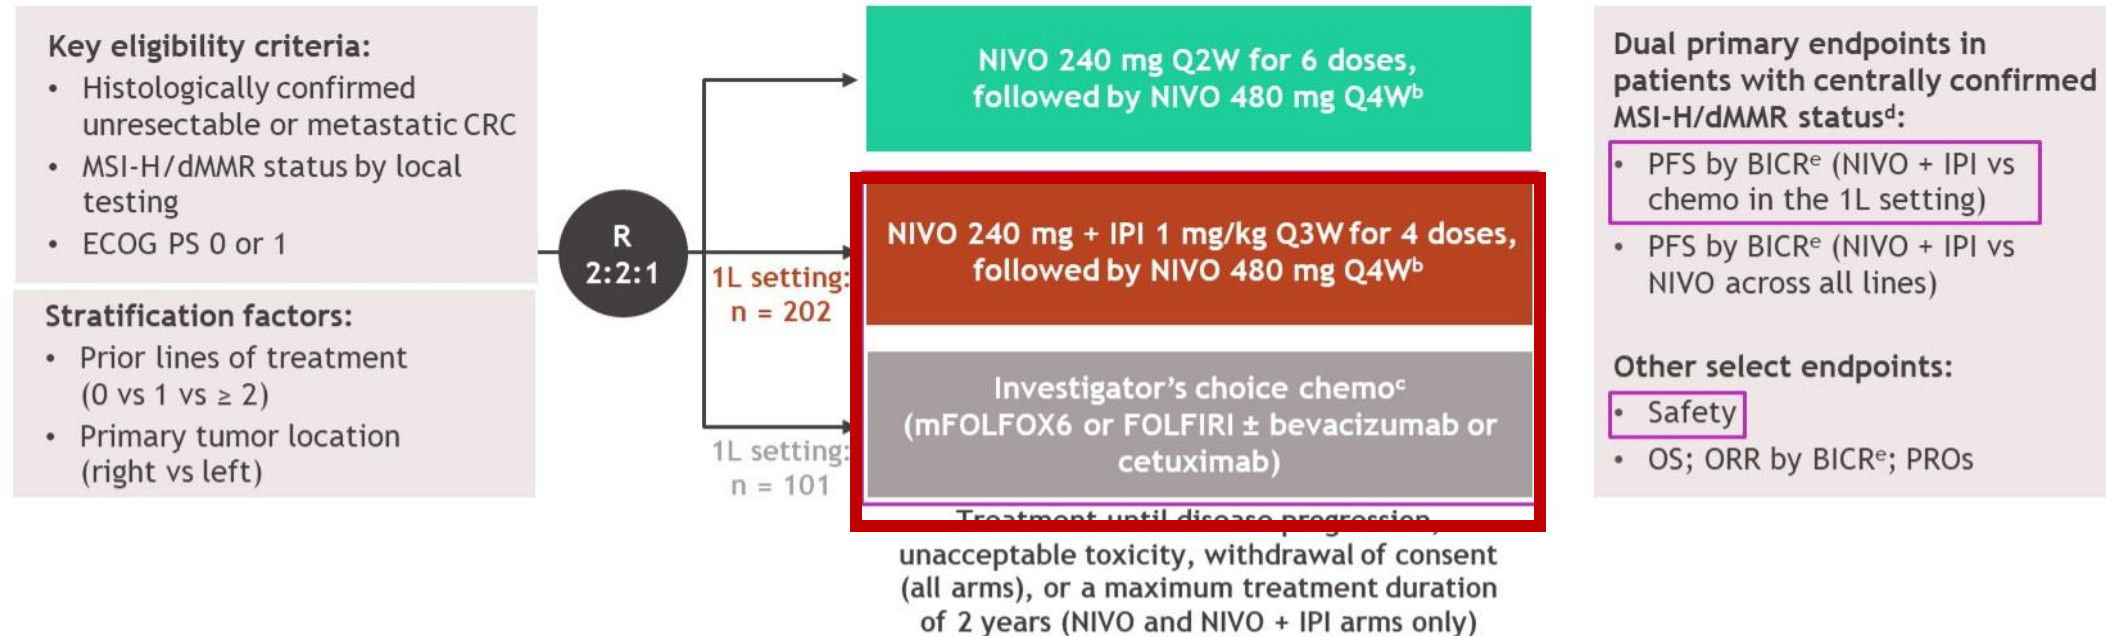 Key eligibility criteria:
• Histologically confirmed
unresectable or metastatic CRC
• MSI-H/dMMR status by local
testing
• ECOG PS 0 or 1
Stratification factors:
• Prior lines of treatment
(0 vs 1 vs ≥ 2)
• Primary tumor location
(right vs left)
R
2:2:1
1L setting:
n = 202
1L setting:
n = 101
NIVO 240 mg Q2W for 6 doses,
followed by NIVO 480 mg Q4Wᵇ
NIVO 240 mg + IPI 1 mg/kg Q3W for 4 doses,
followed by NIVO 480 mg Q4Wᵇ
Investigator's choice chemoᶜ
(mFOLFOX6 or FOLFIRI ± bevacizumab or
cetuximab)
Treatment until disease progression,
unacceptable toxicity, withdrawal of consent
(all arms), or a maximum treatment duration
of 2 years (NIVO and NIVO + IPI arms only)
Dual primary endpoints in
patients with centrally confirmed
MSI-H/dMMR statusᵈ:
• PFS by BICRᵉ (NIVO + IPI vs
chemo in the 1L setting)
• PFS by BICRᵉ (NIVO + IPI vs
NIVO across all lines)
Other select endpoints:
• Safety
• OS; ORR by BICRᵉ; PROs